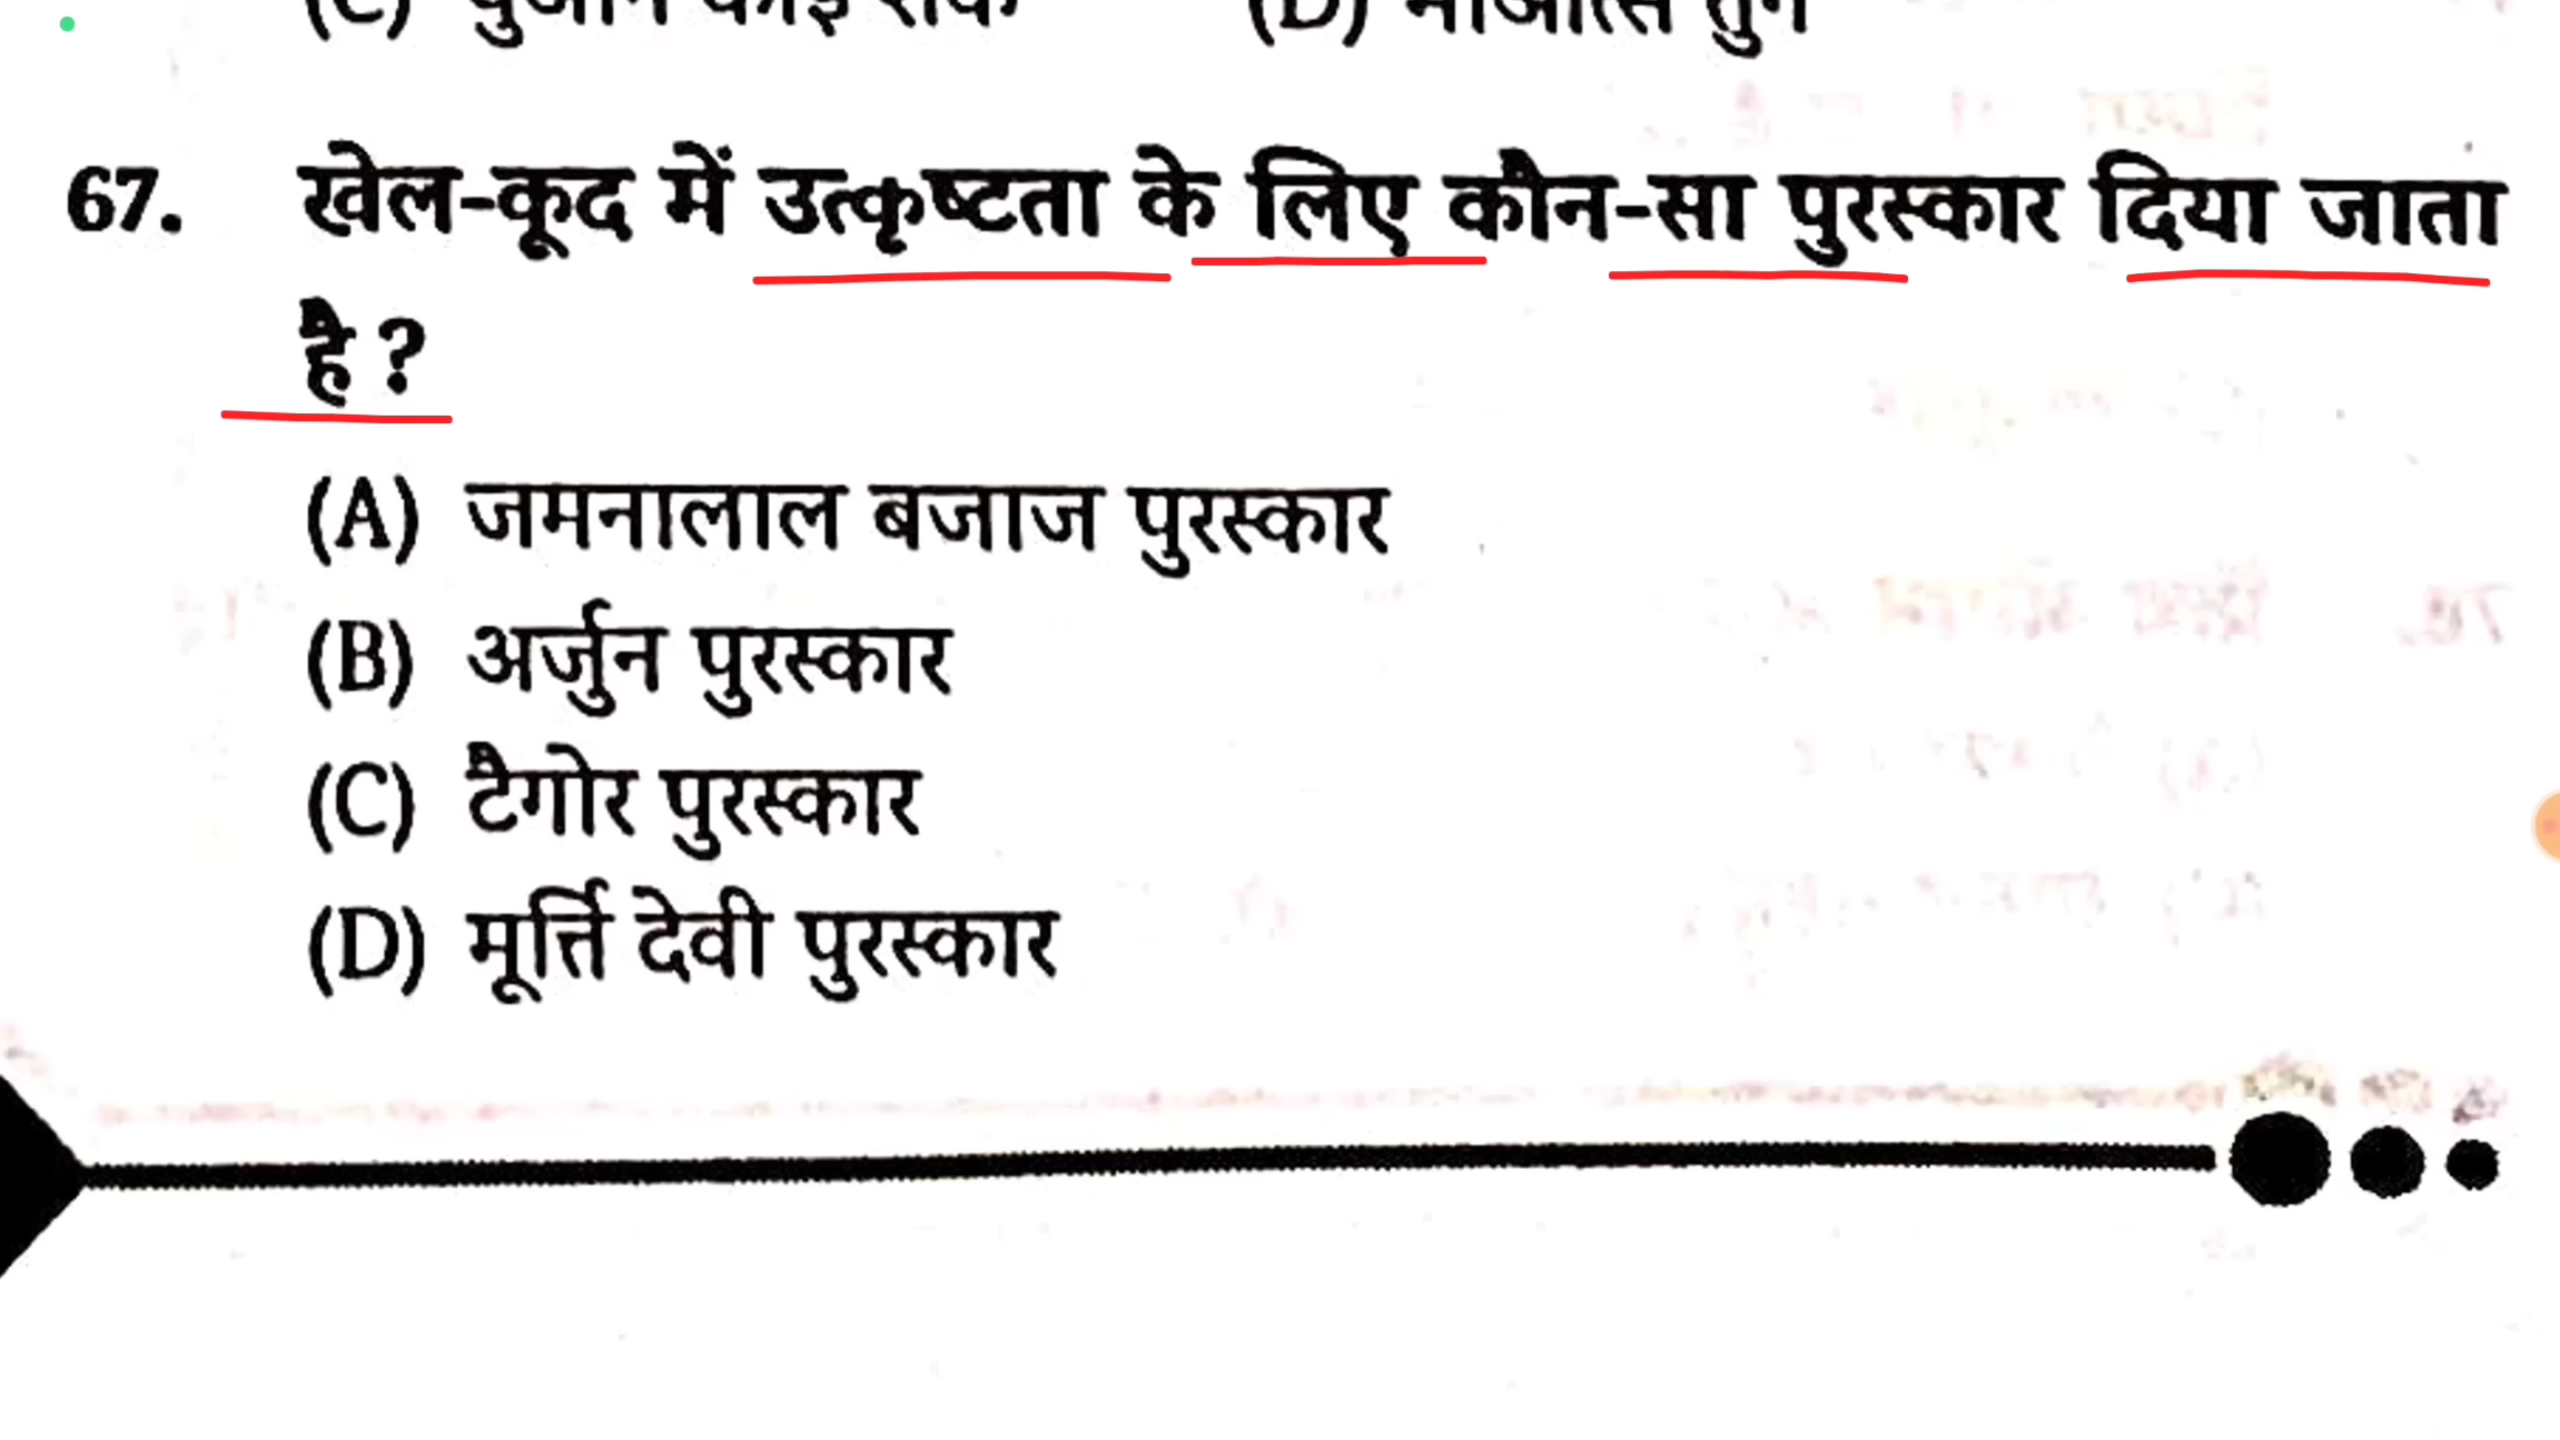 67. खेल-कूद में उत्कृष्टता के लिए कौन-सा पुरस्कार दिया जाता
है ?
(A) जमनालाल बजाज पुरस्कार
(B) अर्जुन पुरस्कार
(C) टैगोर पुरस्कार
(D) मूर्त्ति देवी पुरस्कार